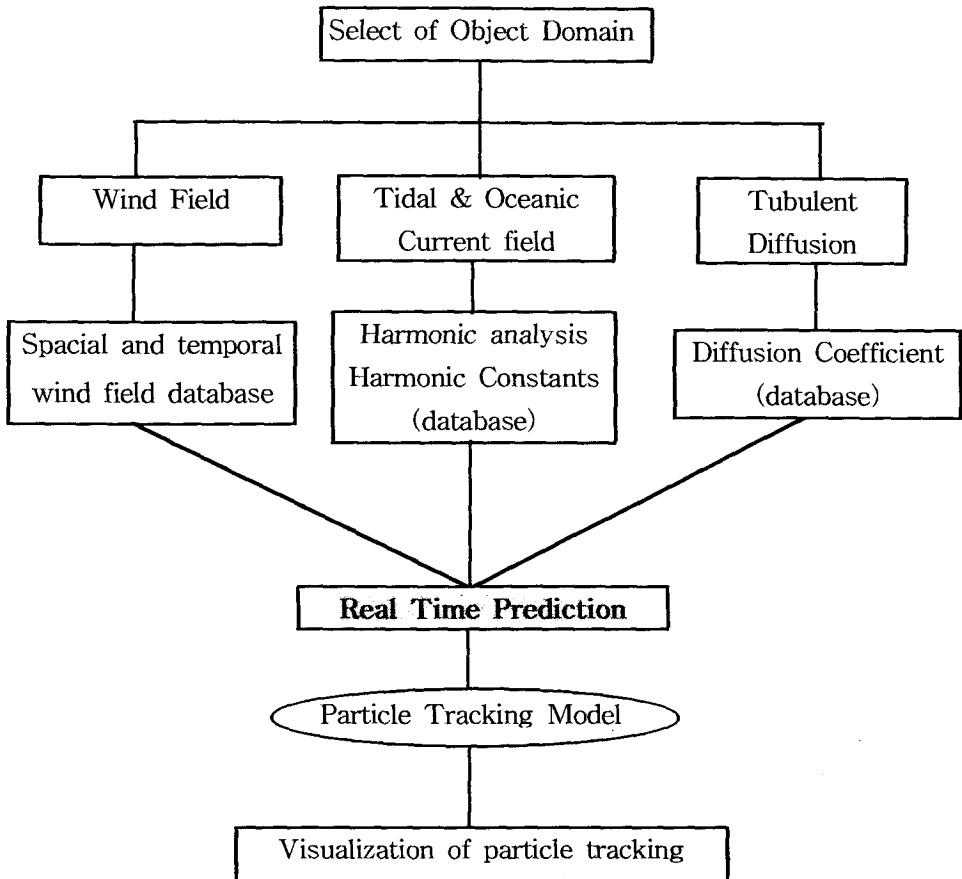 Select of Object Domain
Wind Field
Tidal & Oceanic
Current field
Tubulent
Diffusion
Spacial and temporal
wind field database
Harmonic analysis
Harmonic Constants
(database)
Diffusion Coefficient
(database)
Real Time Prediction
Particle Tracking Model
Visualization of particle tracking